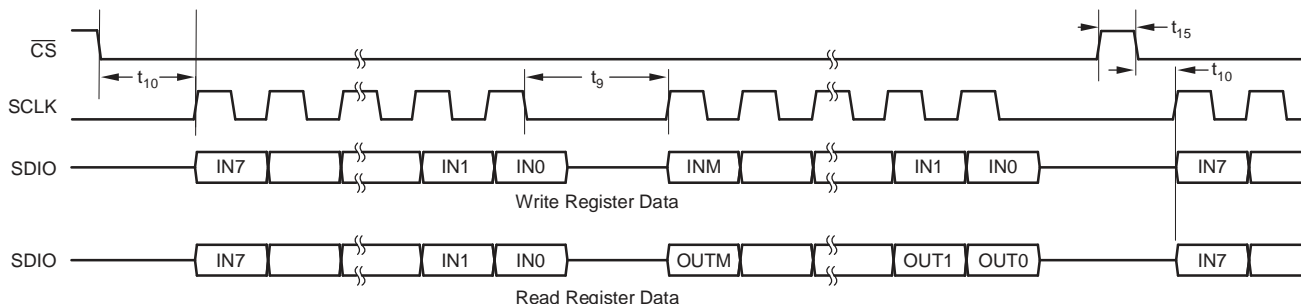 CS t15
t10 t9 t10
SCLK
SDIO IN7 IN1 IN0 INM IN1 IN0 IN7
Write Register Data
SDIO IN7 IN1 IN0 OUTM OUT1 OUT0 IN7
Read Register Data